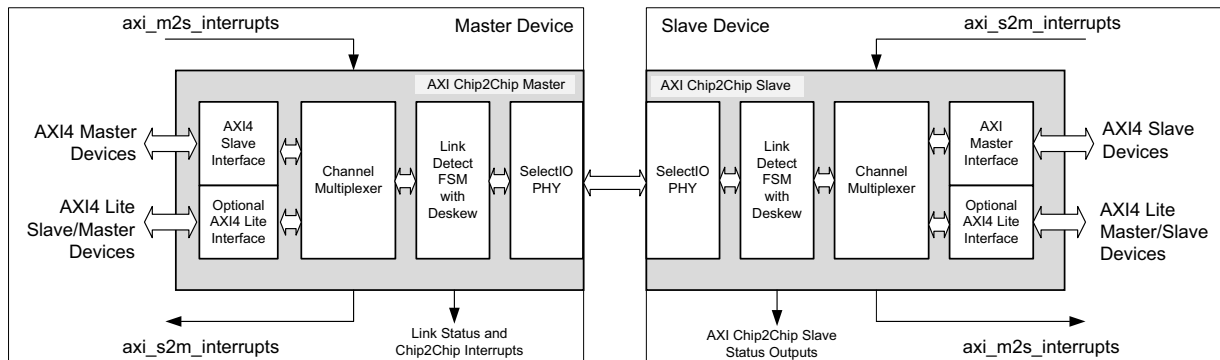 axi_m2s_interrupts
Master Device
Slave Device
axi_s2m_interrupts
AXI Chip2Chip Master
AXI Chip2Chip Slave
AXI4 Master
Devices
AXI4
Slave
Interface
Channel
Multiplexer
Link
Detect
FSM
with
Deskew
SelectIO
PHY
SelectIO
PHY
Link
Detect
FSM
with
Deskew
Channel
Multiplexer
AXI
Master
Interface
AXI4 Slave
Devices
AXI4 Lite
Slave/Master
Devices
Optional
AXI4 Lite
Interface
Optional
AXI4 Lite
Interface
AXI4 Lite
Master/Slave
Devices
axi_s2m_interrupts
Link Status and
Chip2Chip Interrupts
AXI Chip2Chip Slave
Status Outputs
axi_m2s_interrupts